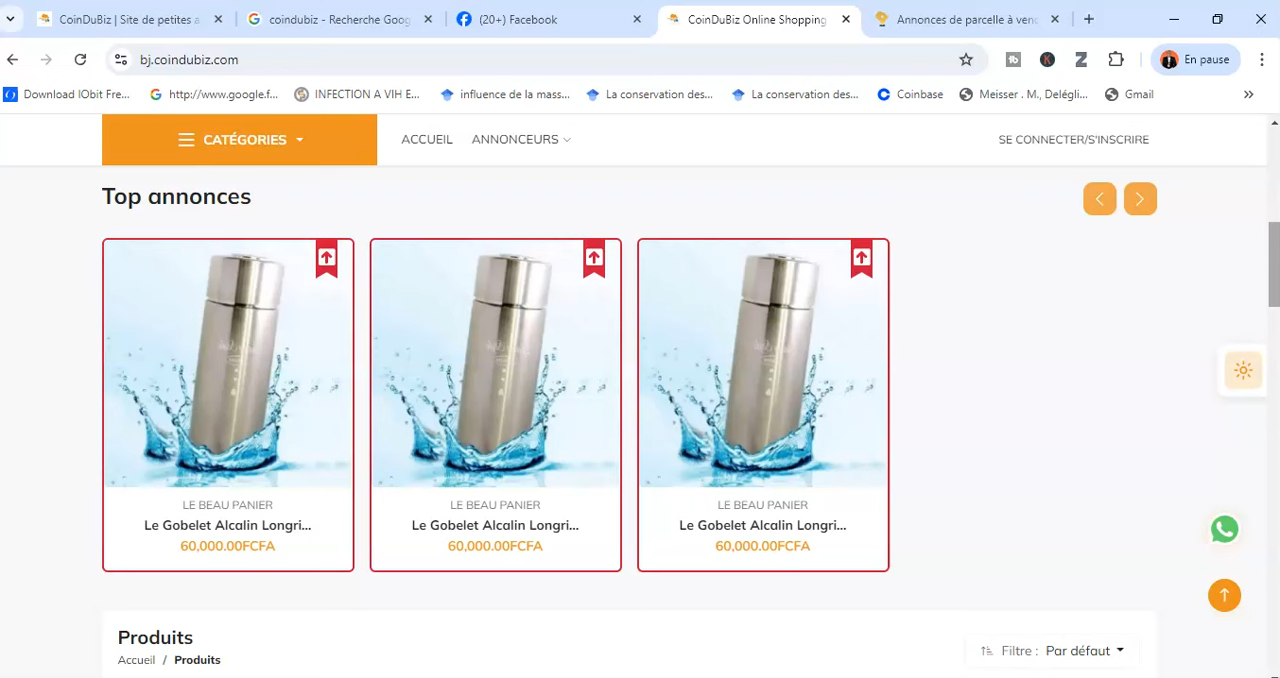 CoinDuBiz | Site de petites a
coindubiz - Recherche Goog
(20+) Facebook
CoinDuBiz Online Shopping
Annonces de parcelle à ven
bj.coindubiz.com
En pause
Download IObit Fre...
http://www.google.f...
INFECTION A VIH E...
influence de la mass...
La conservation des...
La conservation des...
Coinbase
Meisser . M., Delégli...
Gmail
CATÉGORIES
ACCUEIL
ANNONCEURS
SE CONNECTER/S'INSCRIRE
Top annonces
LE BEAU PANIER
Le Gobelet Alcalin Longri...
60,000.00FCFA
LE BEAU PANIER
Le Gobelet Alcalin Longri...
60,000.00FCFA
LE BEAU PANIER
Le Gobelet Alcalin Longri...
60,000.00FCFA
Produits
Accueil / Produits
Filtre : Par défaut